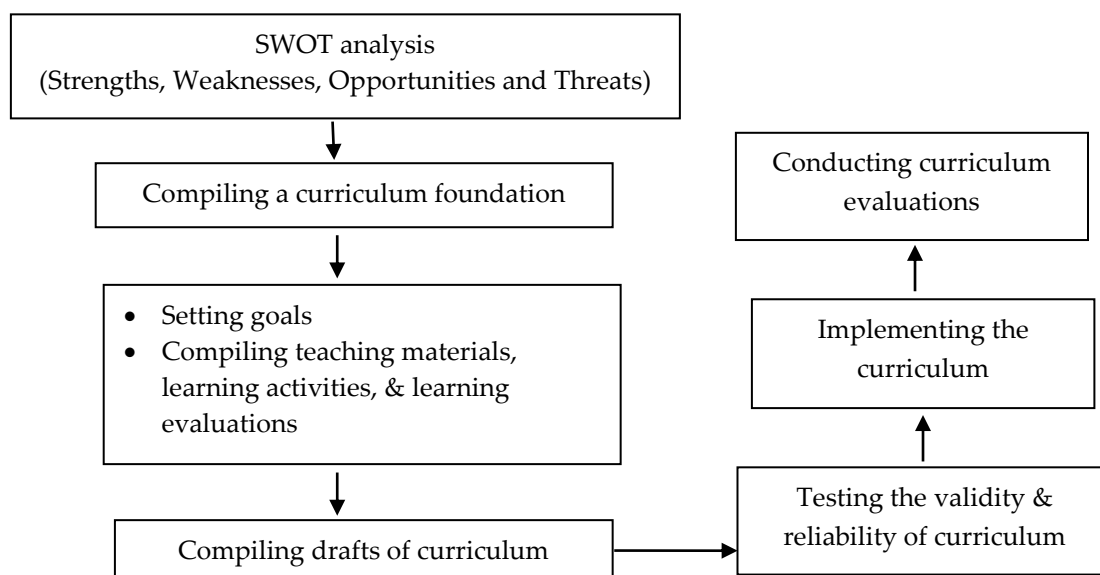 SWOT analysis
(Strengths, Weaknesses, Opportunities and Threats)
Compiling a curriculum foundation
• Setting goals
• Compiling teaching materials,
learning activities, & learning
evaluations
Compiling drafts of curriculum
Testing the validity &
reliability of curriculum
Implementing the
curriculum
Conducting curriculum
evaluations